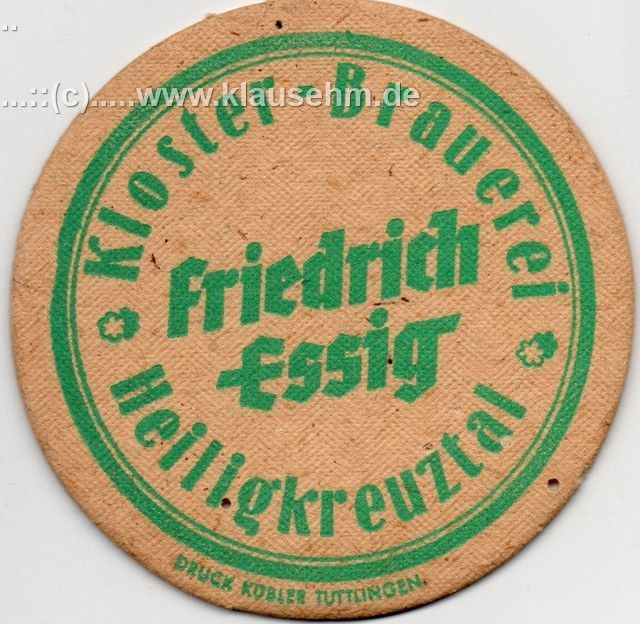 ...::(c).....www.klausehm.de
Kloster-Brauerei
Friedrich
Essig
Heiligkreuztal
DRUCK KÜBLER TUTTLINGEN